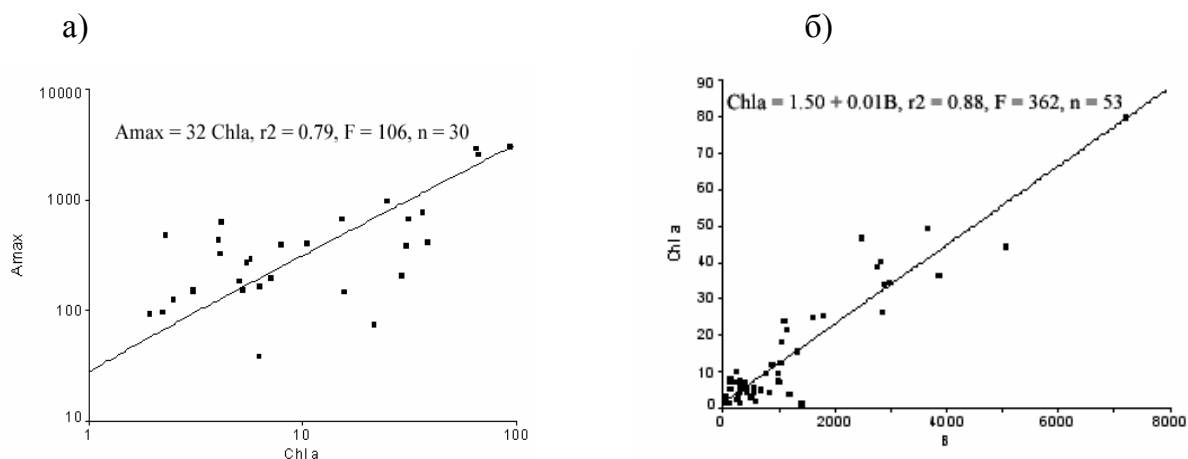 а)
б)
10000
1000
100
10
Amax
Amax = 32 Chla, r2 = 0.79, F = 106, n = 30
1
10
100
Chla
90
80
70
60
50
40
30
20
10
0
Chla
Chla = 1.50 + 0.01B, r2 = 0.88, F = 362, n = 53
0
2000
4000
6000
8000
B